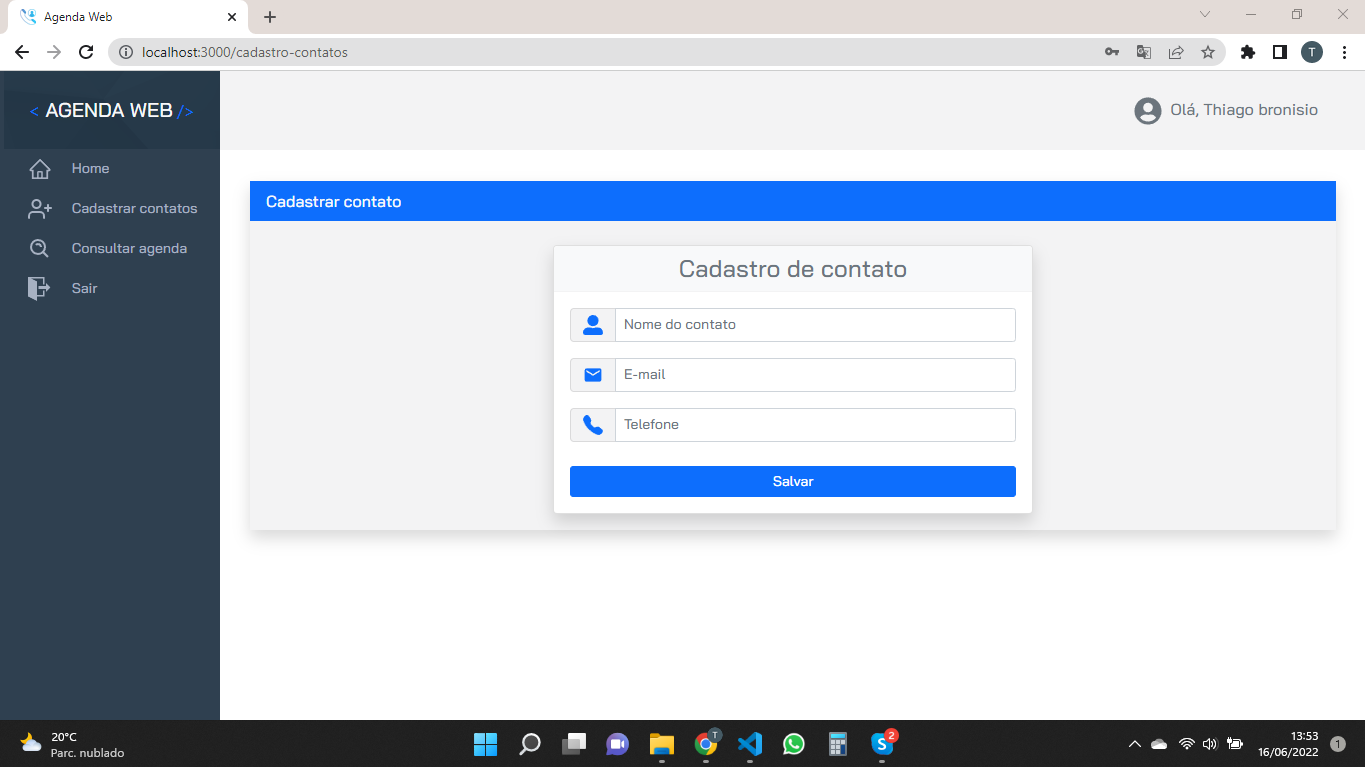 Agenda Web
localhost:3000/cadastro-contatos
T
< AGENDA WEB />
Olá, Thiago bronisio
Home
Cadastrar contatos
Consultar agenda
Sair
Cadastrar contato
Cadastro de contato
Nome do contato
E-mail
Telefone
Salvar
20°C
Parc. nublado
T
2
13:53
16/06/2022
1